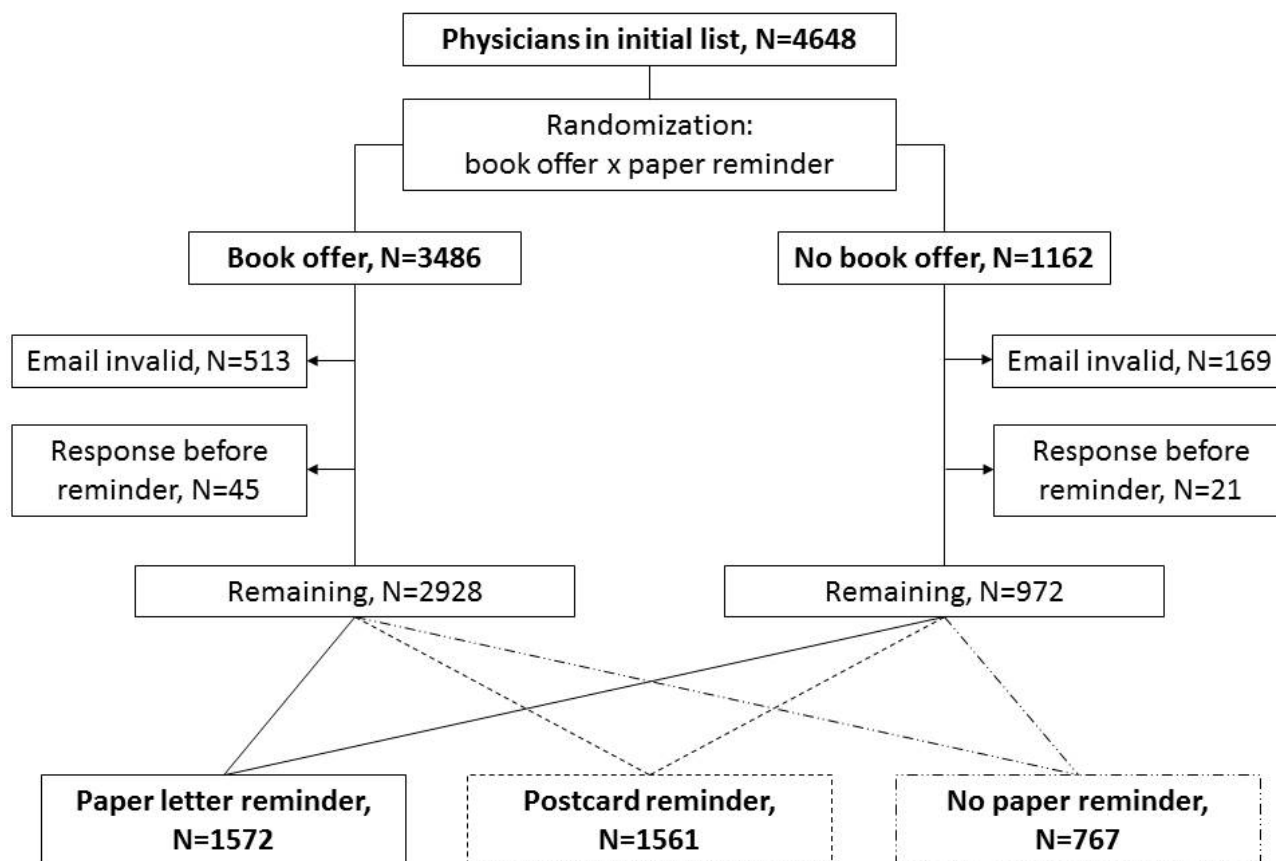 Physicians in initial list, N=4648
Randomization:
book offer x paper reminder
Book offer, N=3486
No book offer, N=1162
Email invalid, N=513
Email invalid, N=169
Response before
reminder, N=45
Response before
reminder, N=21
Remaining, N=2928
Remaining, N=972
Paper letter reminder,
N=1572
Postcard reminder,
N=1561
No paper reminder,
N=767